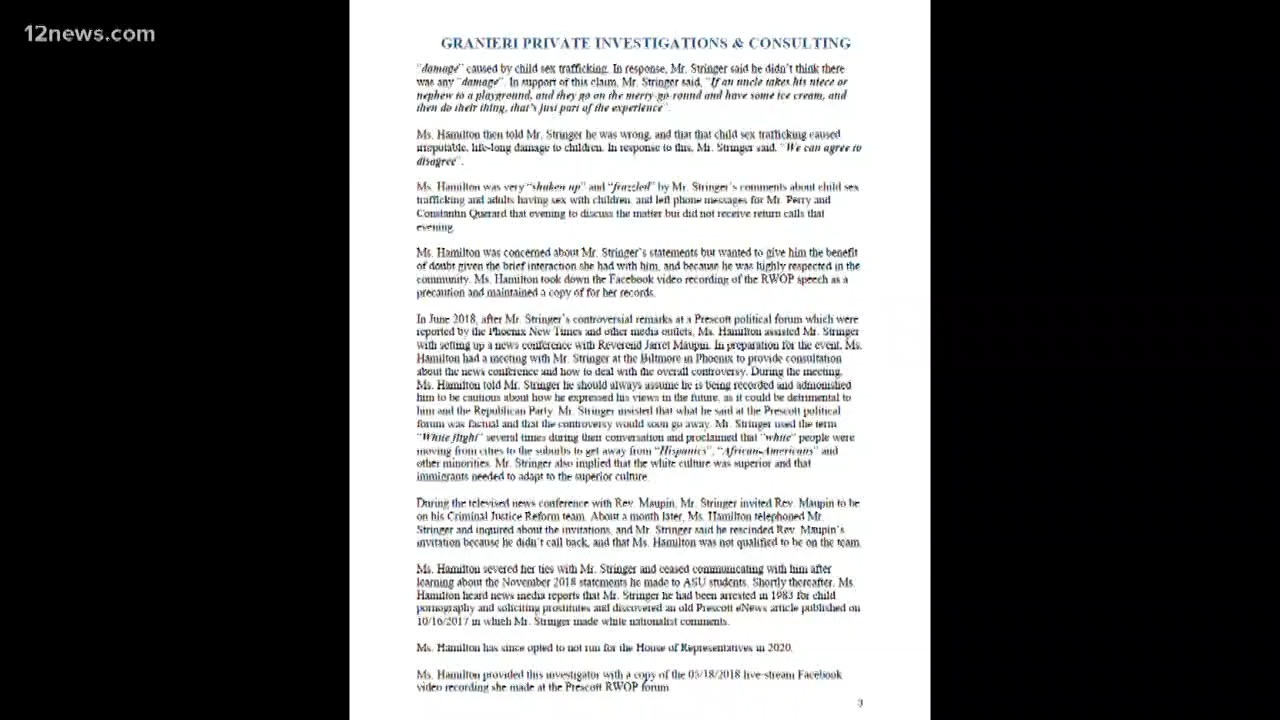 12news.com
GRANIERI PRIVATE INVESTIGATIONS & CONSULTING
"damage" caused by child sex trafficking. In response, Mr. Stringer said he didn't think there
was any "damage". In support of this claim, Mr. Stringer said, "If an uncle takes his niece or
nephew to a playground, and they go on the merry-go-round and have some ice cream, and
then do their thing, that's just part of the experience".
Ms. Hamilton then told Mr. Stringer he was wrong, and that that child sex trafficking caused
irreputable, life-long damage to children. In response to this, Mr. Stringer said, "We can agree to
disagree".
Ms. Hamilton was very "shaken up" and "frazzled" by Mr. Stringer's comments about child sex
trafficking and adults having sex with children, and left phone messages for Mr. Perry and
Constantin Querard that evening to discuss the matter but did not receive return calls that
evening.
Ms. Hamilton was concerned about Mr. Stringer's statements but wanted to give him the benefit
of doubt given the brief interaction she had with him, and because he was highly respected in the
community. Ms. Hamilton took down the Facebook video recording of the RWOP speech as a
precaution and maintained a copy of for her records.
In June 2018, after Mr. Stringer's controversial remarks at a Prescott political forum which were
reported by the Phoenix New Times and other media outlets, Ms. Hamilton assisted Mr. Stringer
with setting up a news conference with Reverend Jarret Maupin. In preparation for the event, Ms.
Hamilton had a meeting with Mr. Stringer at the Biltmore in Phoenix to provide consultation
about the news conference and how to deal with the overall controversy. During the meeting,
Ms. Hamilton told Mr. Stringer he should always assume he is being recorded and admonished
him to be cautious about how he expressed his views in the future, as it could be detrimental to
him and the Republican Party. Mr. Stringer insisted that what he said at the Prescott political
forum was factual and that the controversy would soon go away. Mr. Stringer used the term
"White flight" several times during then conversation and proclaimed that "white" people were
moving from cities to the suburbs to get away from "Hispanics", "African-Americans" and
other minorities. Mr. Stringer also implied that the white culture was superior and that
immigrants needed to adapt to the superior culture.
During the televised news conference with Rev. Maupin, Mr. Stringer invited Rev. Maupin to be
on his Criminal Justice Reform team. About a month later, Ms. Hamilton telephoned Mr.
Stringer and inquired about the invitations, and Mr. Stringer said he rescinded Rev. Maupin's
invitation because he didn't call back, and that Ms. Hamilton was not qualified to be on the team.
Ms. Hamilton severed her ties with Mr. Stringer and ceased communicating with him after
learning about the November 2018 statements he made to ASU students. Shortly thereafter, Ms.
Hamilton heard news media reports that Mr. Stringer he had been arrested in 1983 for child
pornography and soliciting prostitutes and discovered an old Prescott eNews article published on
10/16/2017 in which Mr. Stringer made white nationalist comments.
Ms. Hamilton has since opted to not run for the House of Representatives in 2020.
Ms. Hamilton provided this investigator with a copy of the 05/18/2018 live-stream Facebook
video recording she made at the Prescott RWOP forum.